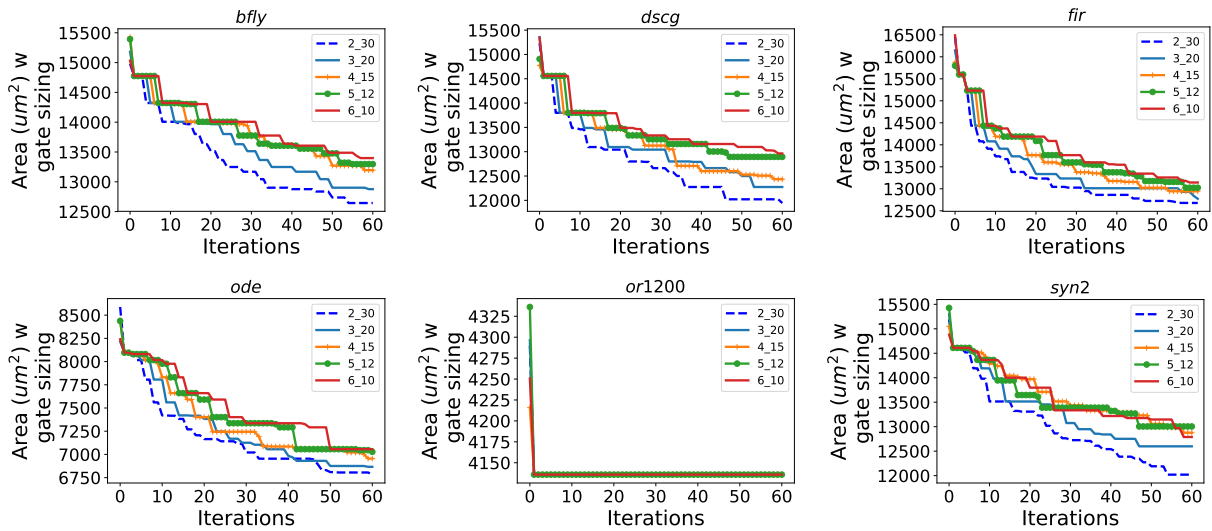 bfly
Area (um²) w
gate sizing
15500
15000
14500
14000
13500
13000
12500
0 10 20 30 40 50 60
Iterations
2_30
3_20
4_15
5_12
6_10
dscg
Area (um²) w
gate sizing
15500
15000
14500
14000
13500
13000
12500
12000
0 10 20 30 40 50 60
Iterations
2_30
3_20
4_15
5_12
6_10
fir
Area (um²) w
gate sizing
16500
16000
15500
15000
14500
14000
13500
13000
12500
0 10 20 30 40 50 60
Iterations
2_30
3_20
4_15
5_12
6_10
ode
Area (um²) w
gate sizing
8500
8250
8000
7750
7500
7250
7000
6750
0 10 20 30 40 50 60
Iterations
2_30
3_20
4_15
5_12
6_10
or1200
Area (um²) w
gate sizing
4325
4300
4275
4250
4225
4200
4175
4150
0 10 20 30 40 50 60
Iterations
2_30
3_20
4_15
5_12
6_10
syn2
Area (um²) w
gate sizing
15500
15000
14500
14000
13500
13000
12500
12000
0 10 20 30 40 50 60
Iterations
2_30
3_20
4_15
5_12
6_10